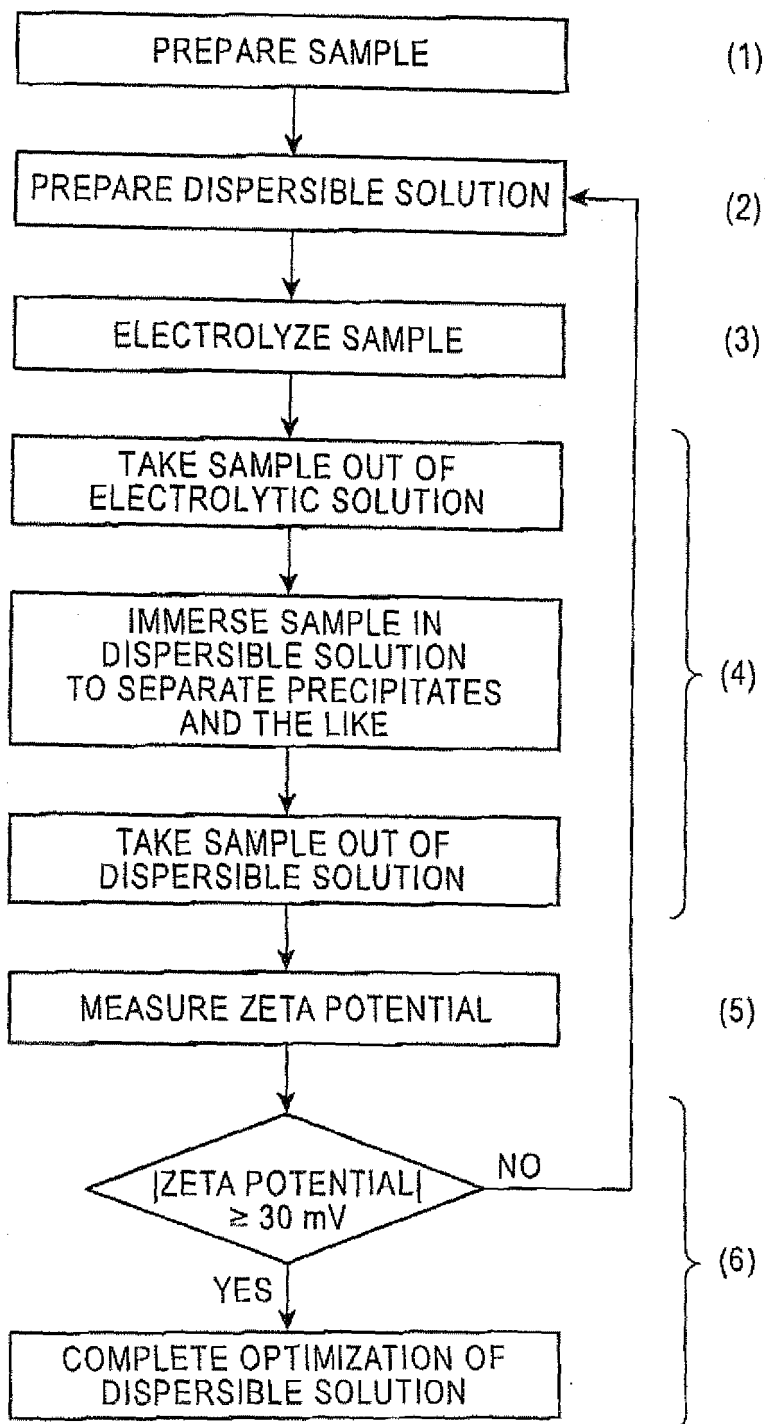 PREPARE SAMPLE (1)
PREPARE DISPERSIBLE SOLUTION (2)
ELECTROLYZE SAMPLE (3)
TAKE SAMPLE OUT OF
ELECTROLYTIC SOLUTION
IMMERSE SAMPLE IN
DISPERSIBLE SOLUTION
TO SEPARATE PRECIPITATES
AND THE LIKE
(4)
TAKE SAMPLE OUT OF
DISPERSIBLE SOLUTION
MEASURE ZETA POTENTIAL (5)
|ZETA POTENTIAL|
≥ 30 mV
NO
YES
(6)
COMPLETE OPTIMIZATION OF
DISPERSIBLE SOLUTION